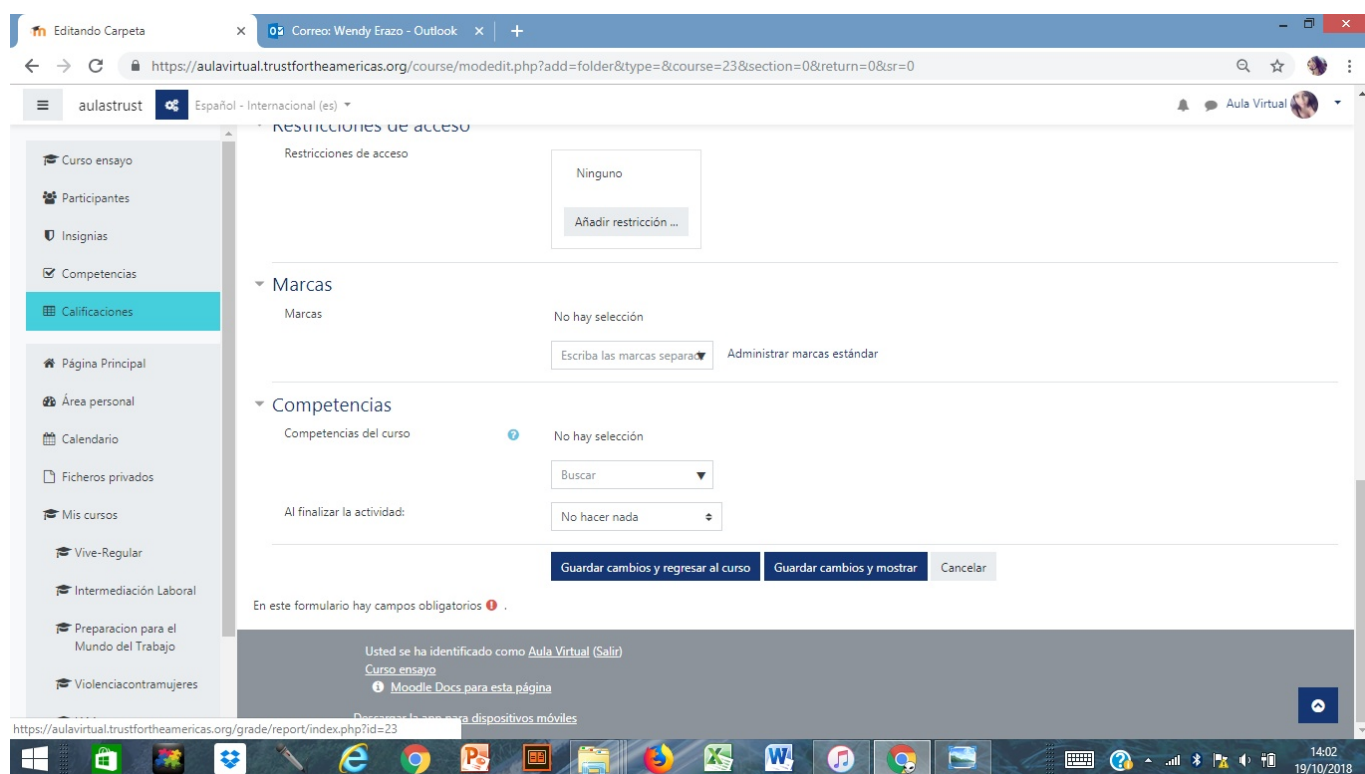 Editando Carpeta
Correo: Wendy Erazo - Outlook
https://aulavirtual.trustfortheamericas.org/course/modedit.php?add=folder&type=&course=23&section=0&return=0&sr=0
aulastrust
Español - Internacional (es)
Aula Virtual
Curso ensayo
Participantes
Insignias
Competencias
Calificaciones
Página Principal
Área personal
Calendario
Ficheros privados
Mis cursos
Vive-Regular
Intermediación Laboral
Preparacion para el
Mundo del Trabajo
Violenciacontramujeres
Restricciones de acceso
Restricciones de acceso
Ninguno
Añadir restricción ...
Marcas
Marcas
No hay selección
Escriba las marcas separad
Administrar marcas estándar
Competencias
Competencias del curso
No hay selección
Buscar
Al finalizar la actividad:
No hacer nada
Guardar cambios y regresar al curso
Guardar cambios y mostrar
Cancelar
En este formulario hay campos obligatorios .
Usted se ha identificado como Aula Virtual (Salir)
Curso ensayo
Moodle Docs para esta página
Descargar la app para dispositivos móviles
https://aulavirtual.trustfortheamericas.org/grade/report/index.php?id=23
14:02
19/10/2018